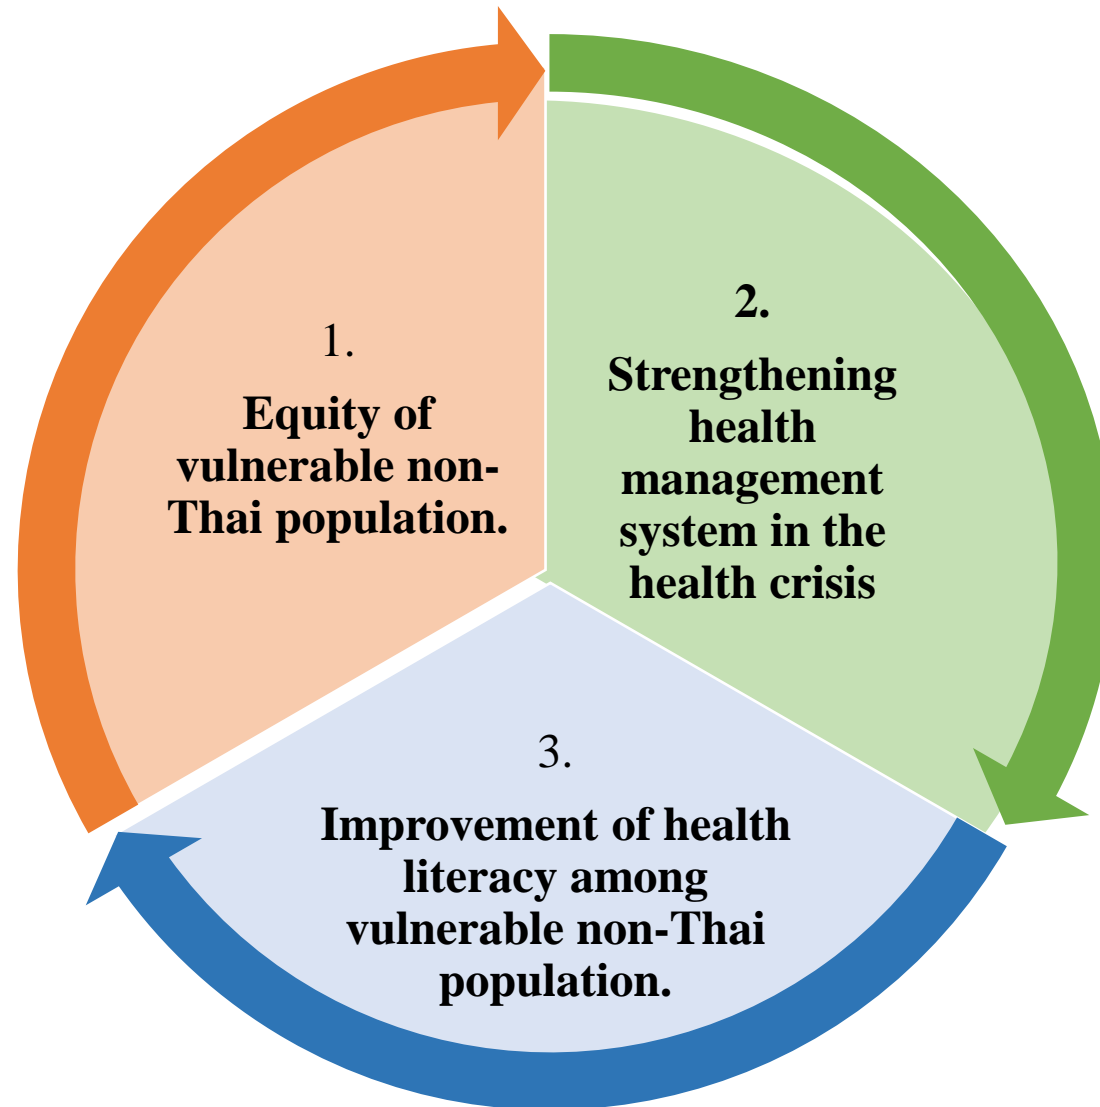 1.
Equity of
vulnerable non-
Thai population.
2.
Strengthening
health
management
system in the
health crisis
3.
Improvement of health
literacy among
vulnerable non-Thai
population.